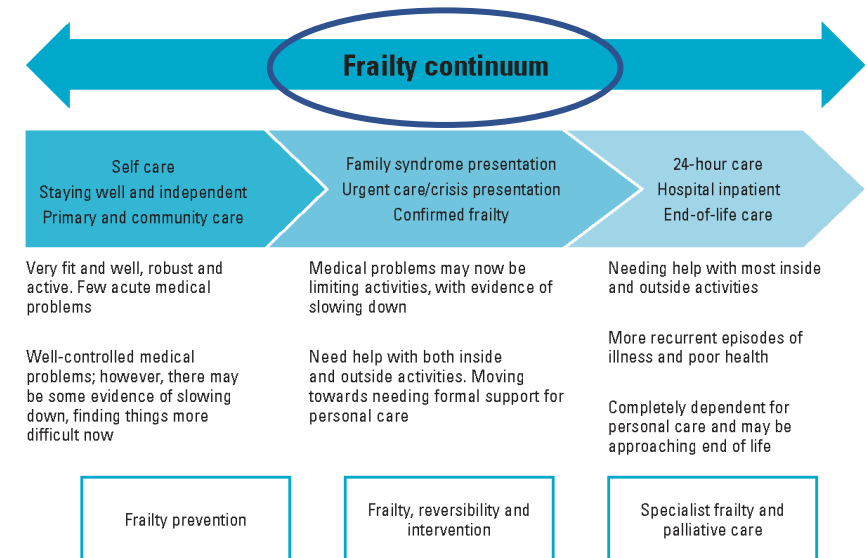 Frailty continuum
Self care
Staying well and independent
Primary and community care
Family syndrome presentation
Urgent care/crisis presentation
Confirmed frailty
24-hour care
Hospital inpatient
End-of-life care
Very fit and well, robust and
active. Few acute medical
problems
Well-controlled medical
problems; however, there may
be some evidence of slowing
down, finding things more
difficult now
Medical problems may now be
limiting activities, with evidence of
slowing down
Need help with both inside
and outside activities. Moving
towards needing formal support for
personal care
Needing help with most inside
and outside activities
More recurrent episodes of
illness and poor health
Completely dependent for
personal care and may be
approaching end of life
Frailty prevention
Frailty, reversibility and
intervention
Specialist frailty and
palliative care